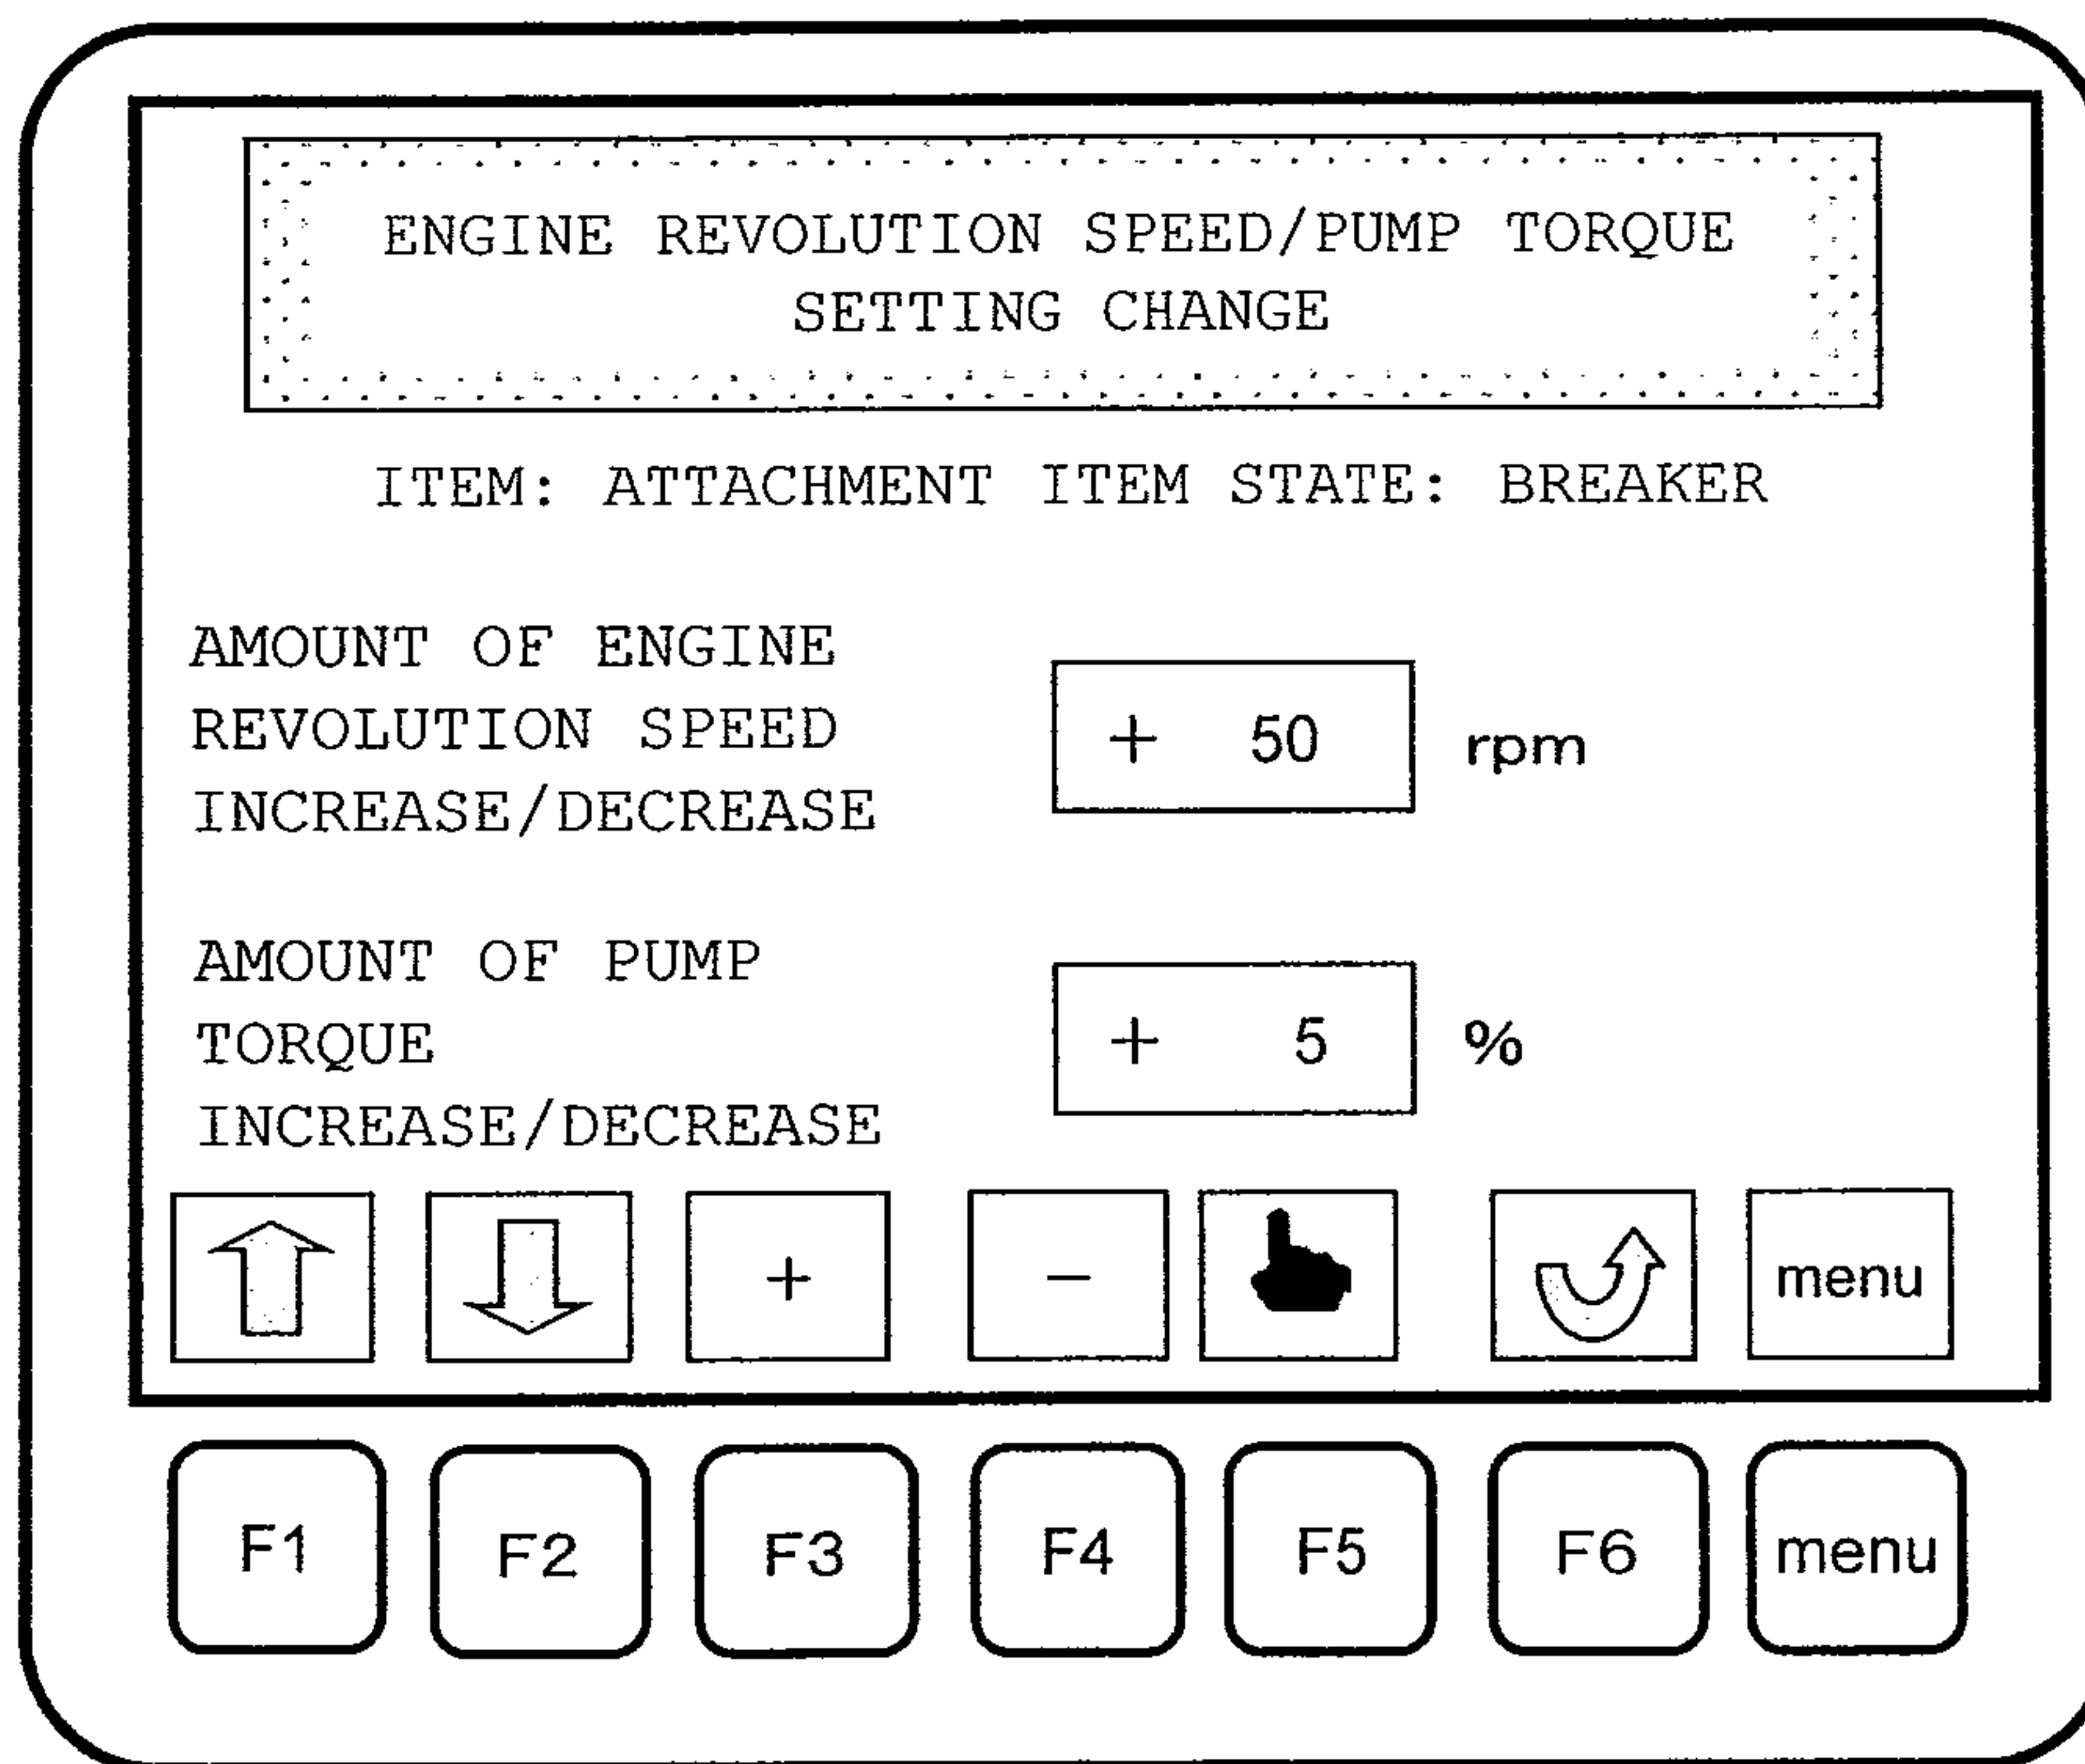 ENGINE REVOLUTION SPEED/PUMP TORQUE
SETTING CHANGE
ITEM: ATTACHMENT ITEM STATE: BREAKER
AMOUNT OF ENGINE
REVOLUTION SPEED
INCREASE/DECREASE
+ 50 rpm
AMOUNT OF PUMP
TORQUE
INCREASE/DECREASE
+ 5 %
+ - menu
F1 F2 F3 F4 F5 F6 menu